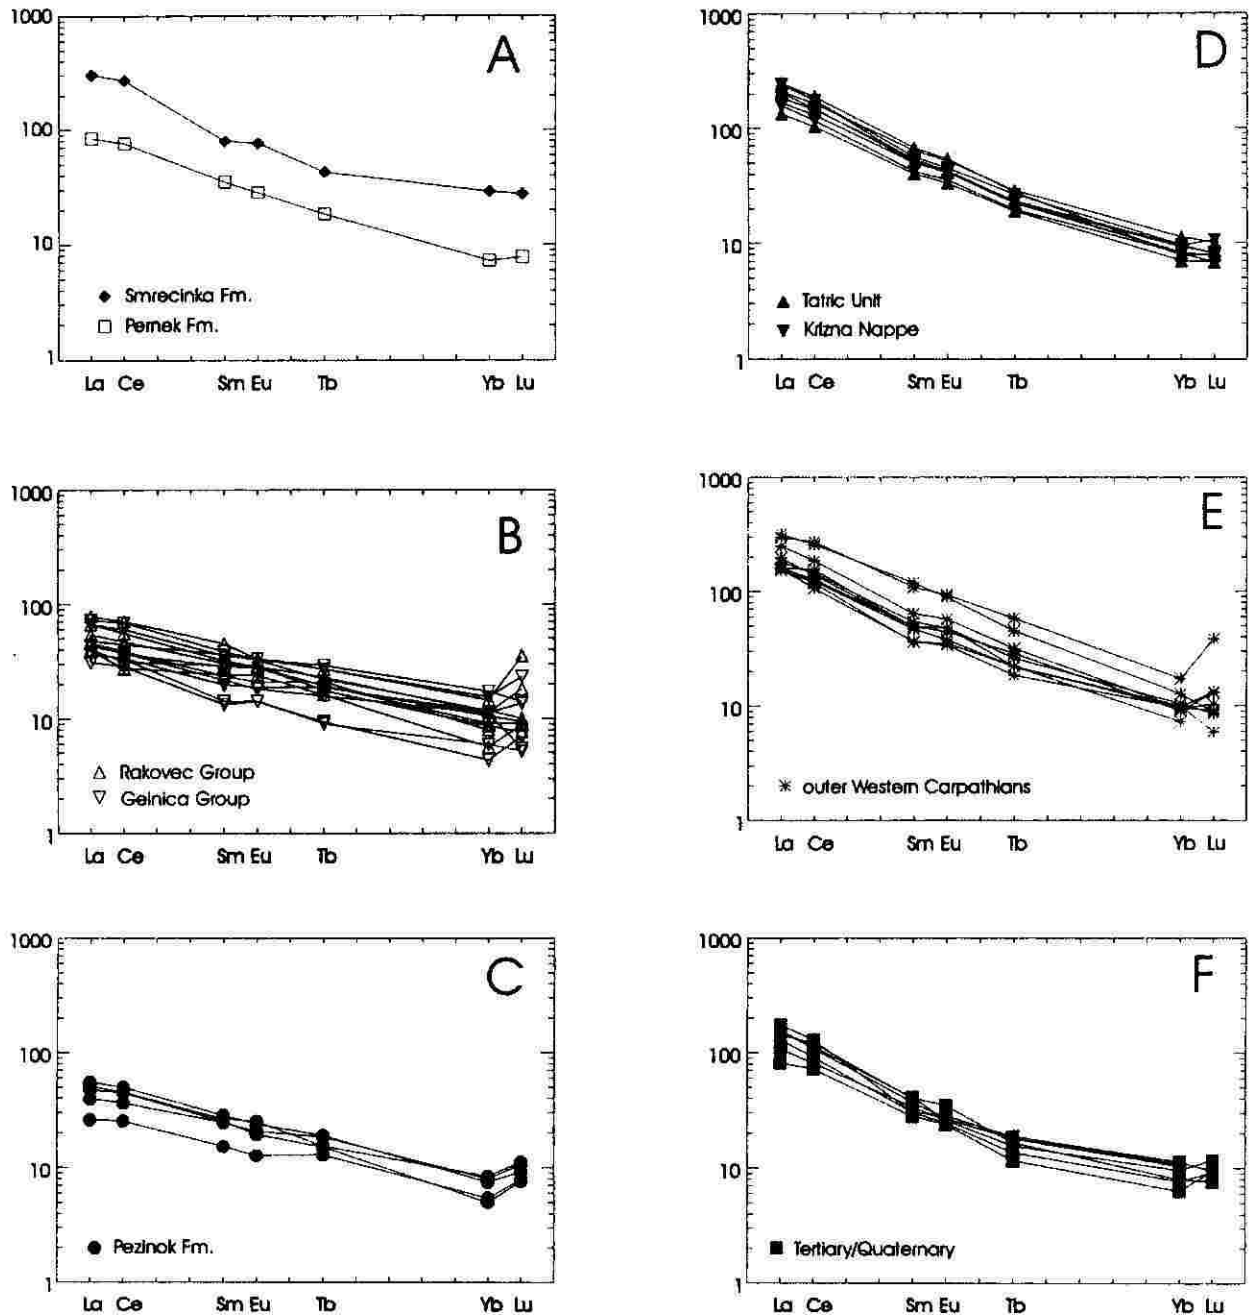 1000
A
100
10
Smrecinka Fm.
Pernek Fm.
1
La Ce Sm Eu Tb Yb Lu
1000
D
100
10
Tatric Unit
Krizna Nappe
1
La Ce Sm Eu Tb Yb Lu
1000
B
100
10
Rakovec Group
Gelnica Group
1
La Ce Sm Eu Tb Yb Lu
1000
E
100
10
outer Western Carpathians
1
La Ce Sm Eu Tb Yb Lu
1000
C
100
10
Pezinok Fm.
1
La Ce Sm Eu Tb Yb Lu
1000
F
100
10
Tertiary/Quaternary
1
La Ce Sm Eu Tb Yb Lu